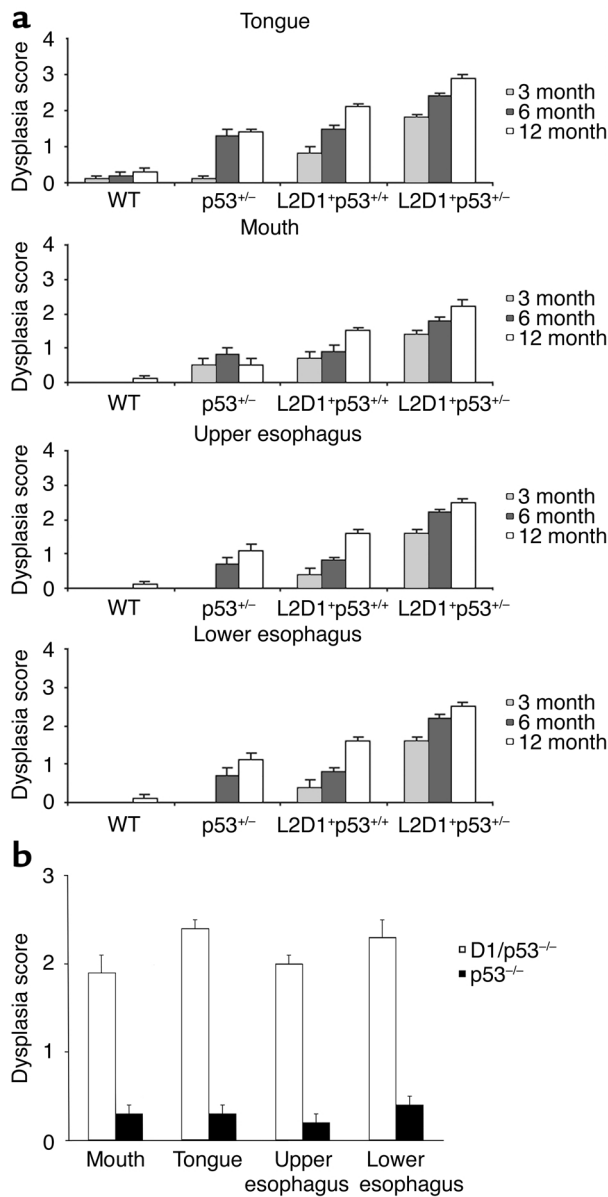 a
Tongue
Dysplasia score
4
3
2
1
0
WT
p53+/–
L2D1+p53+/+
L2D1+p53+/–
3 month
6 month
12 month
Mouth
Dysplasia score
4
3
2
1
0
WT
p53+/–
L2D1+p53+/+
L2D1+p53+/–
3 month
6 month
12 month
Upper esophagus
Dysplasia score
4
3
2
1
0
WT
p53+/–
L2D1+p53+/+
L2D1+p53+/–
3 month
6 month
12 month
Lower esophagus
Dysplasia score
4
3
2
1
0
WT
p53+/–
L2D1+p53+/+
L2D1+p53+/–
3 month
6 month
12 month
b
Dysplasia score
3
2
1
0
Mouth
Tongue
Upper
esophagus
Lower
esophagus
D1/p53–/–
p53–/–